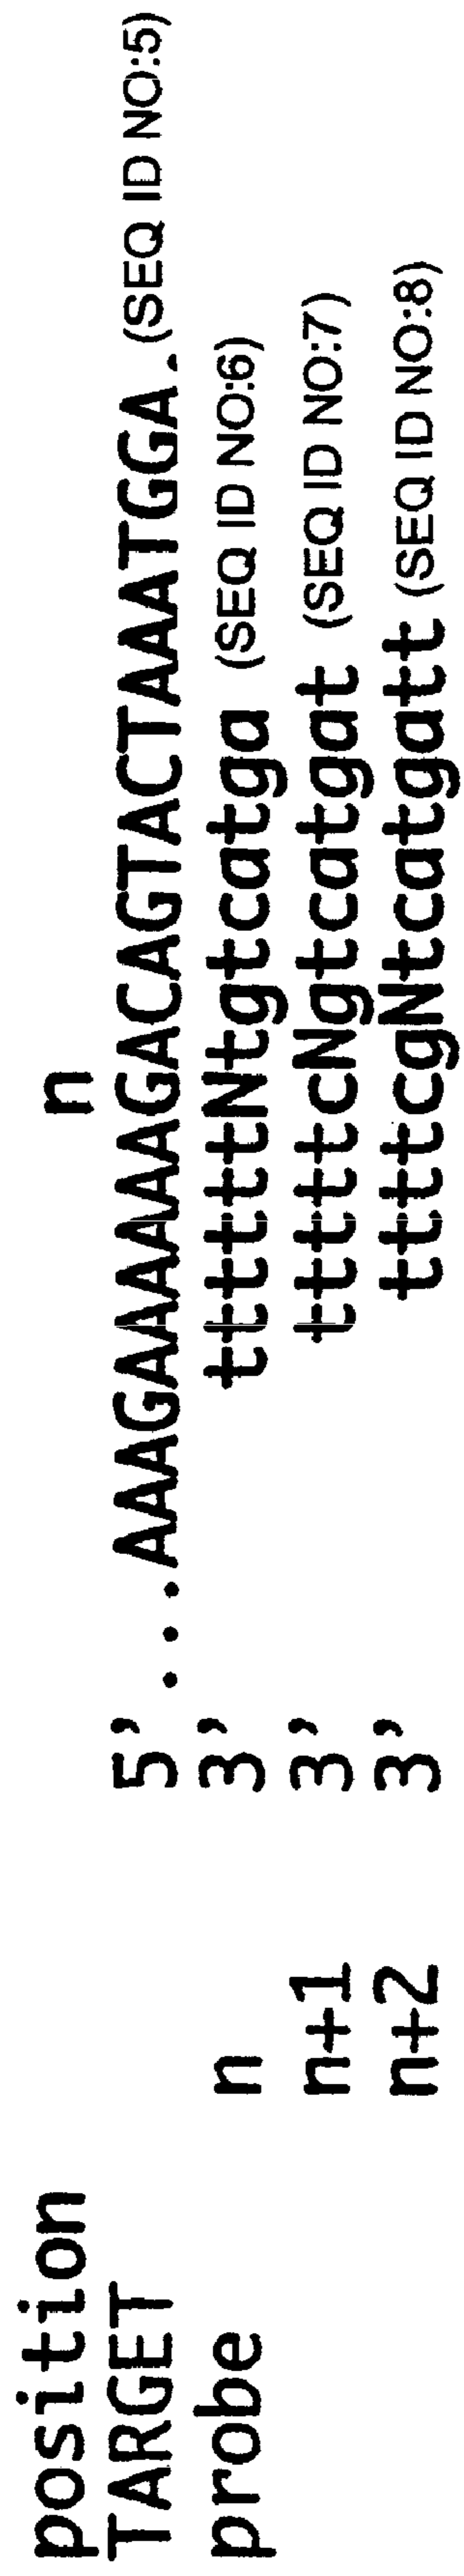 position n
TARGET 5' ...AAAGAAAAAAGACAGTACTAAATGGA. (SEQ ID NO:5)
probe n 3' ttttttNtgtcatga (SEQ ID NO:6)
n+1 3' tttttcNgtcatgat (SEQ ID NO:7)
n+2 3' ttttcgNtcatgatt (SEQ ID NO:8)